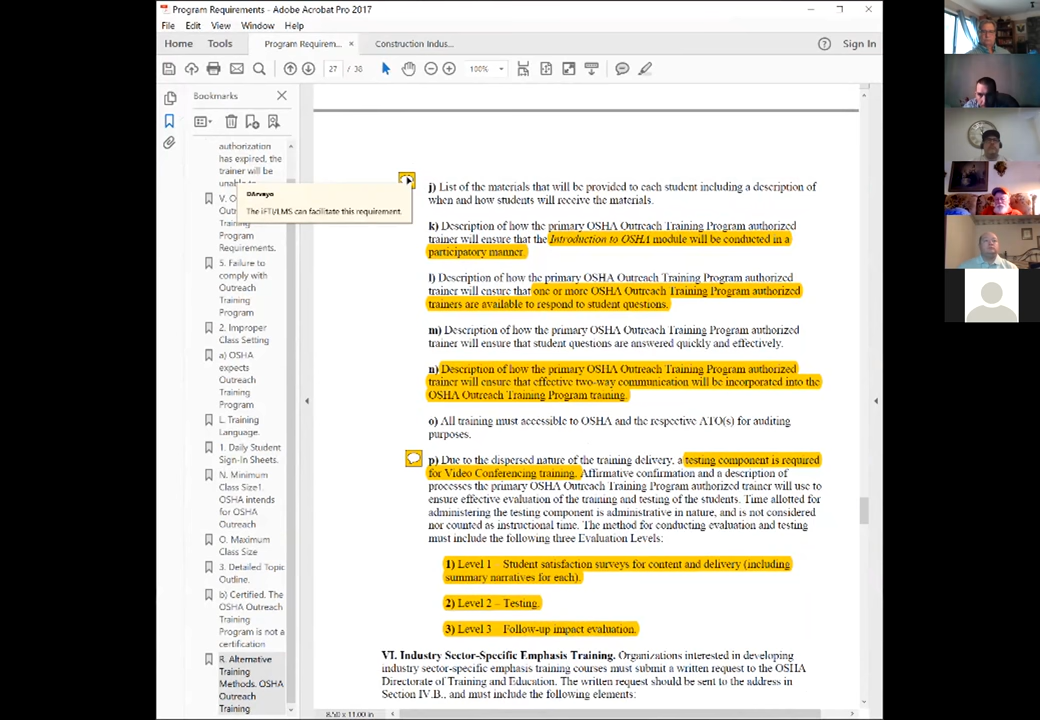 Program Requirements - Adobe Acrobat Pro 2017
File Edit View Window Help
Home Tools Program Requirem... × Construction Indus... Sign In
27 / 38 100%
Bookmarks
authorization
has expired, the
trainer will be
unable to
V. O
Outr
Train
Program
Requirements.
5. Failure to
comply with
Outreach
Training
Program
2. Improper
Class Setting
a) OSHA
expects
Outreach
Training
Program
L. Training
Language.
1. Daily Student
Sign-In Sheets.
N. Minimum
Class Size1.
OSHA intends
for OSHA
Outreach
O. Maximum
Class Size
3. Detailed Topic
Outline.
b) Certified. The
OSHA Outreach
Training
Program is not a
certification
R. Alternative
Training
Methods. OSHA
Outreach
Training
The iFTI/LMS can facilitate this requirement.
j) List of the materials that will be provided to each student including a description of
when and how students will receive the materials.
k) Description of how the primary OSHA Outreach Training Program authorized
trainer will ensure that the Introduction to OSHA module will be conducted in a
participatory manner.
l) Description of how the primary OSHA Outreach Training Program authorized
trainer will ensure that one or more OSHA Outreach Training Program authorized
trainers are available to respond to student questions.
m) Description of how the primary OSHA Outreach Training Program authorized
trainer will ensure that student questions are answered quickly and effectively.
n) Description of how the primary OSHA Outreach Training Program authorized
trainer will ensure that effective two-way communication will be incorporated into the
OSHA Outreach Training Program training.
o) All training must accessible to OSHA and the respective ATO(s) for auditing
purposes.
p) Due to the dispersed nature of the training delivery, a testing component is required
for Video Conferencing training. Affirmative confirmation and a description of
processes the primary OSHA Outreach Training Program authorized trainer will use to
ensure effective evaluation of the training and testing of the students. Time allotted for
administering the testing component is administrative in nature, and is not considered
nor counted as instructional time. The method for conducting evaluation and testing
must include the following three Evaluation Levels:
1) Level 1 Student satisfaction surveys for content and delivery (including
summary narratives for each).
2) Level 2 – Testing.
3) Level 3 Follow-up impact evaluation.
VI. Industry Sector-Specific Emphasis Training. Organizations interested in developing
industry sector-specific emphasis training courses must submit a written request to the OSHA
Directorate of Training and Education. The written request should be sent to the address in
Section IV.B., and must include the following elements:
8.50 x 11.00 in